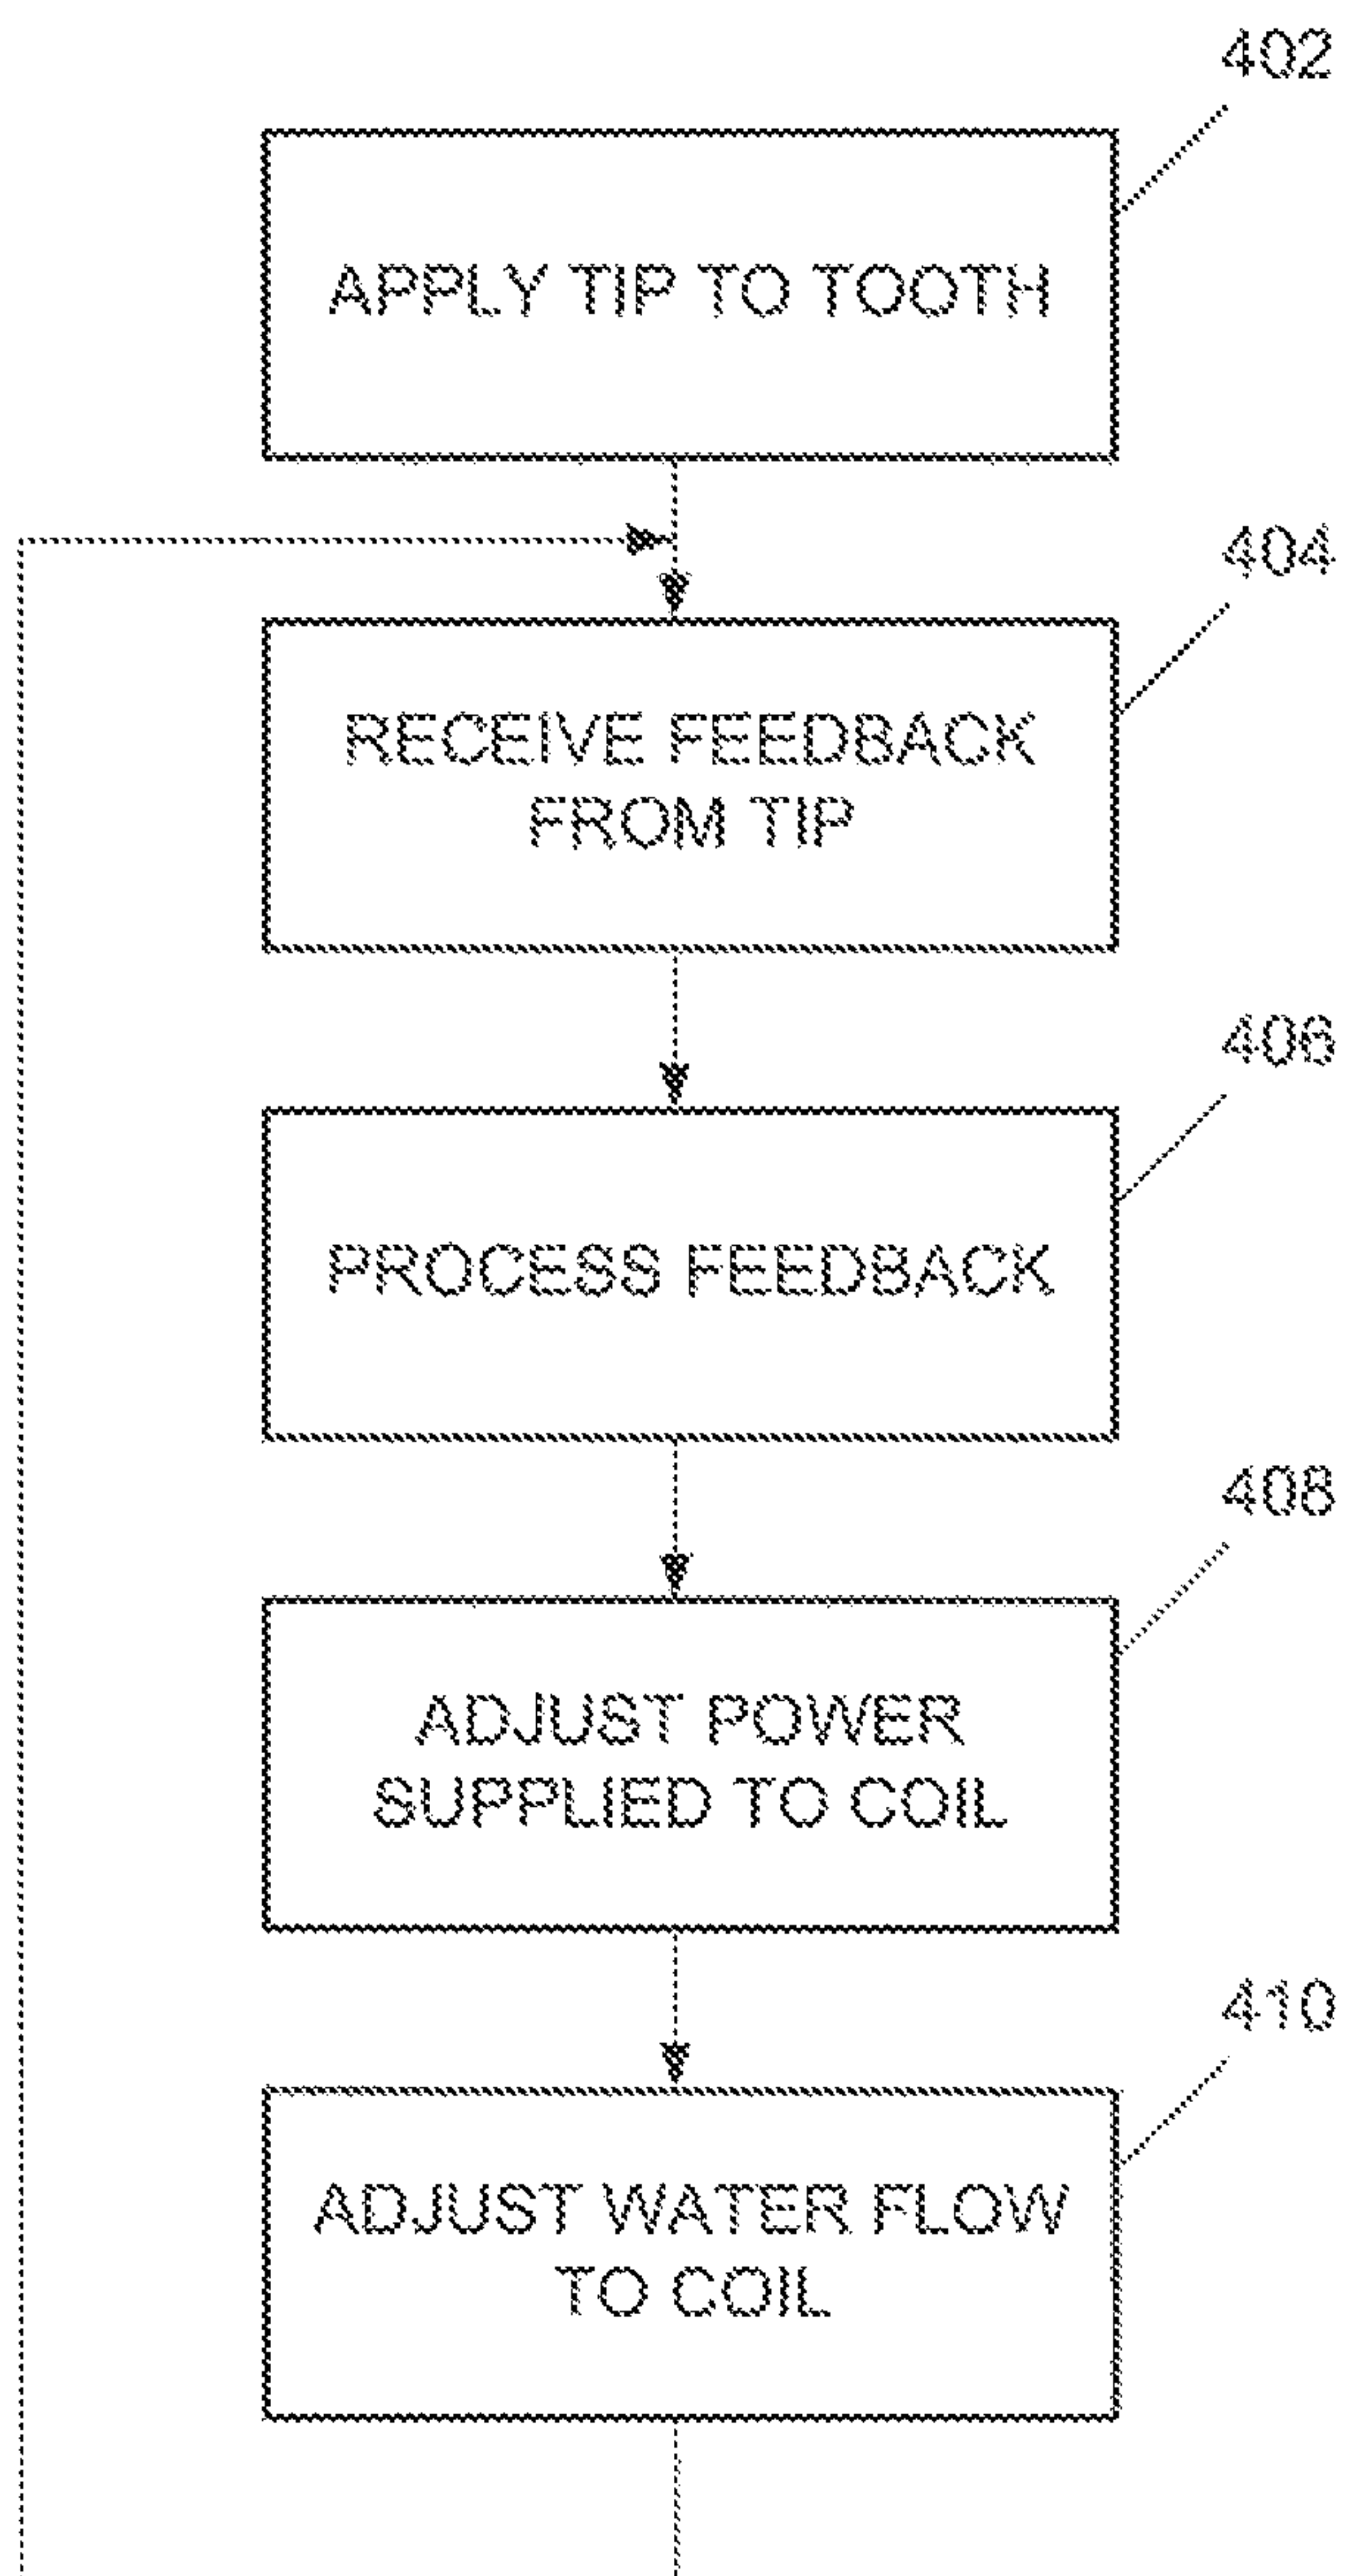 402
APPLY TIP TO TOOTH
404
RECEIVE FEEDBACK
FROM TIP
406
PROCESS FEEDBACK
408
ADJUST POWER
SUPPLIED TO COIL
410
ADJUST WATER FLOW
TO COIL